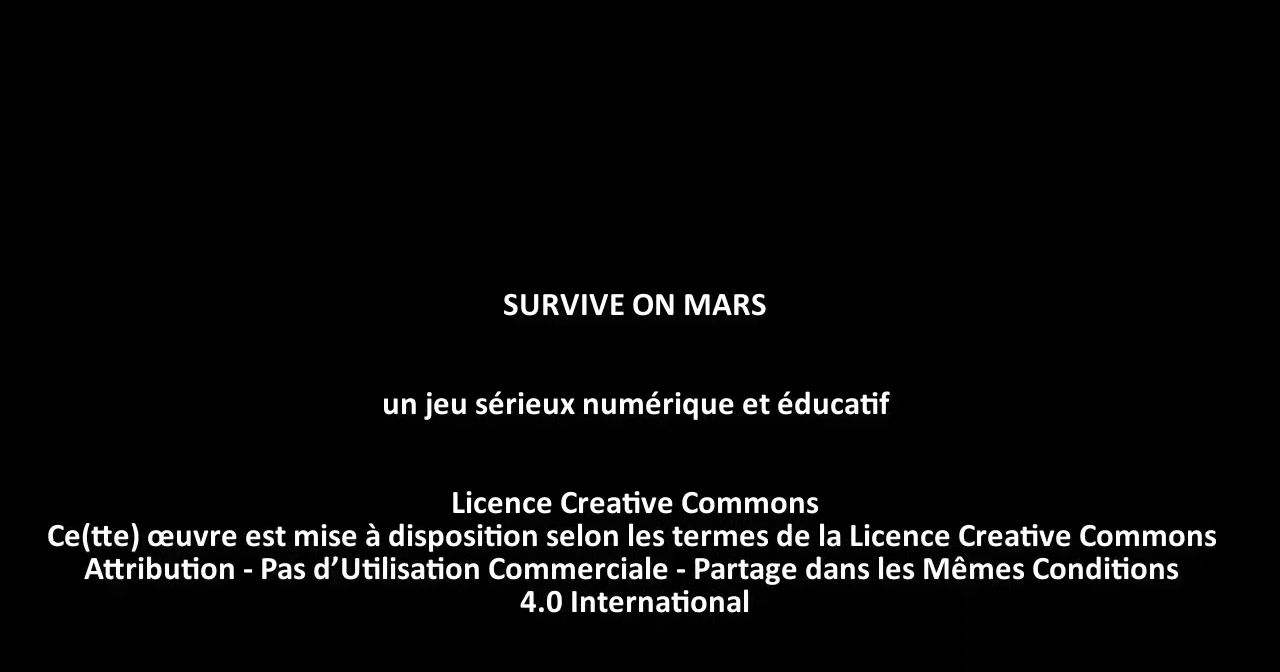 SURVIVE ON MARS
un jeu sérieux numérique et éducatif
Licence Creative Commons
Ce(tte) œuvre est mise à disposition selon les termes de la Licence Creative Commons
Attribution - Pas d’Utilisation Commerciale - Partage dans les Mêmes Conditions
4.0 International